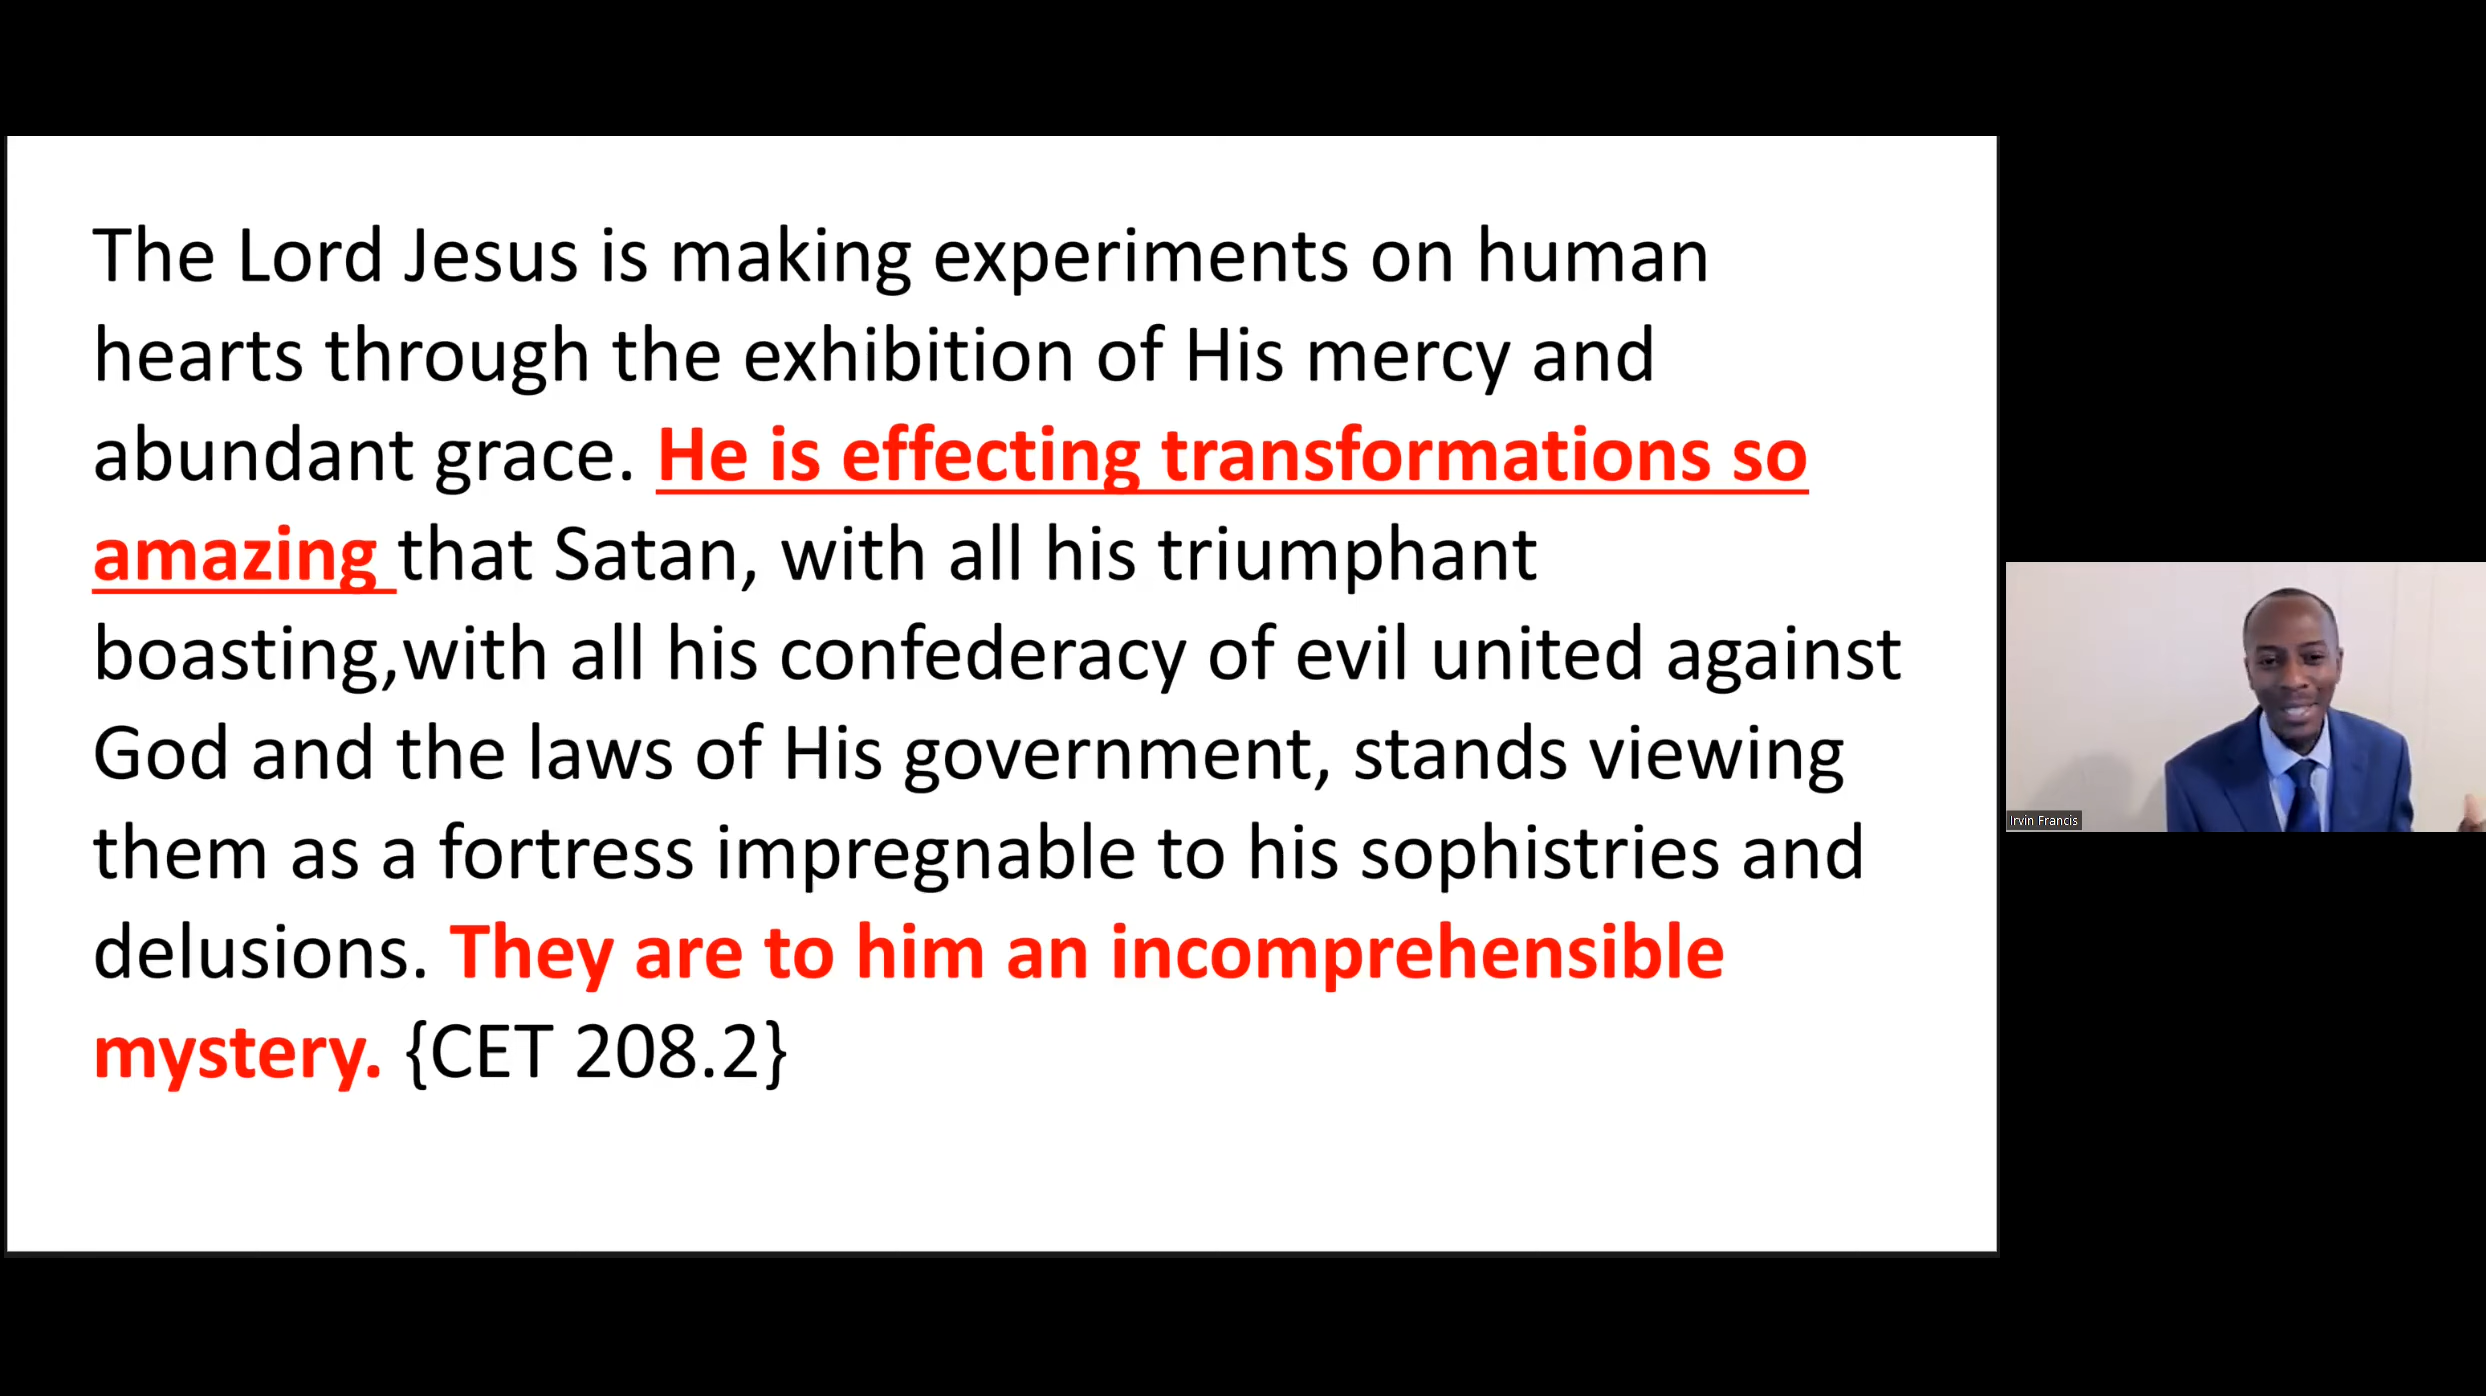 The Lord Jesus is making experiments on human
hearts through the exhibition of His mercy and
abundant grace. He is effecting transformations so
amazing that Satan, with all his triumphant
boasting,with all his confederacy of evil united against
God and the laws of His government, stands viewing
them as a fortress impregnable to his sophistries and
delusions. They are to him an incomprehensible
mystery. {CET 208.2}
Irvin Francis